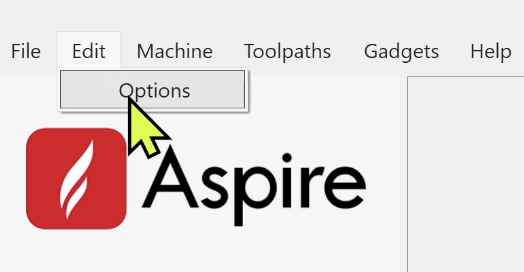 File Edit Machine Toolpaths Gadgets Help
Options
Aspire